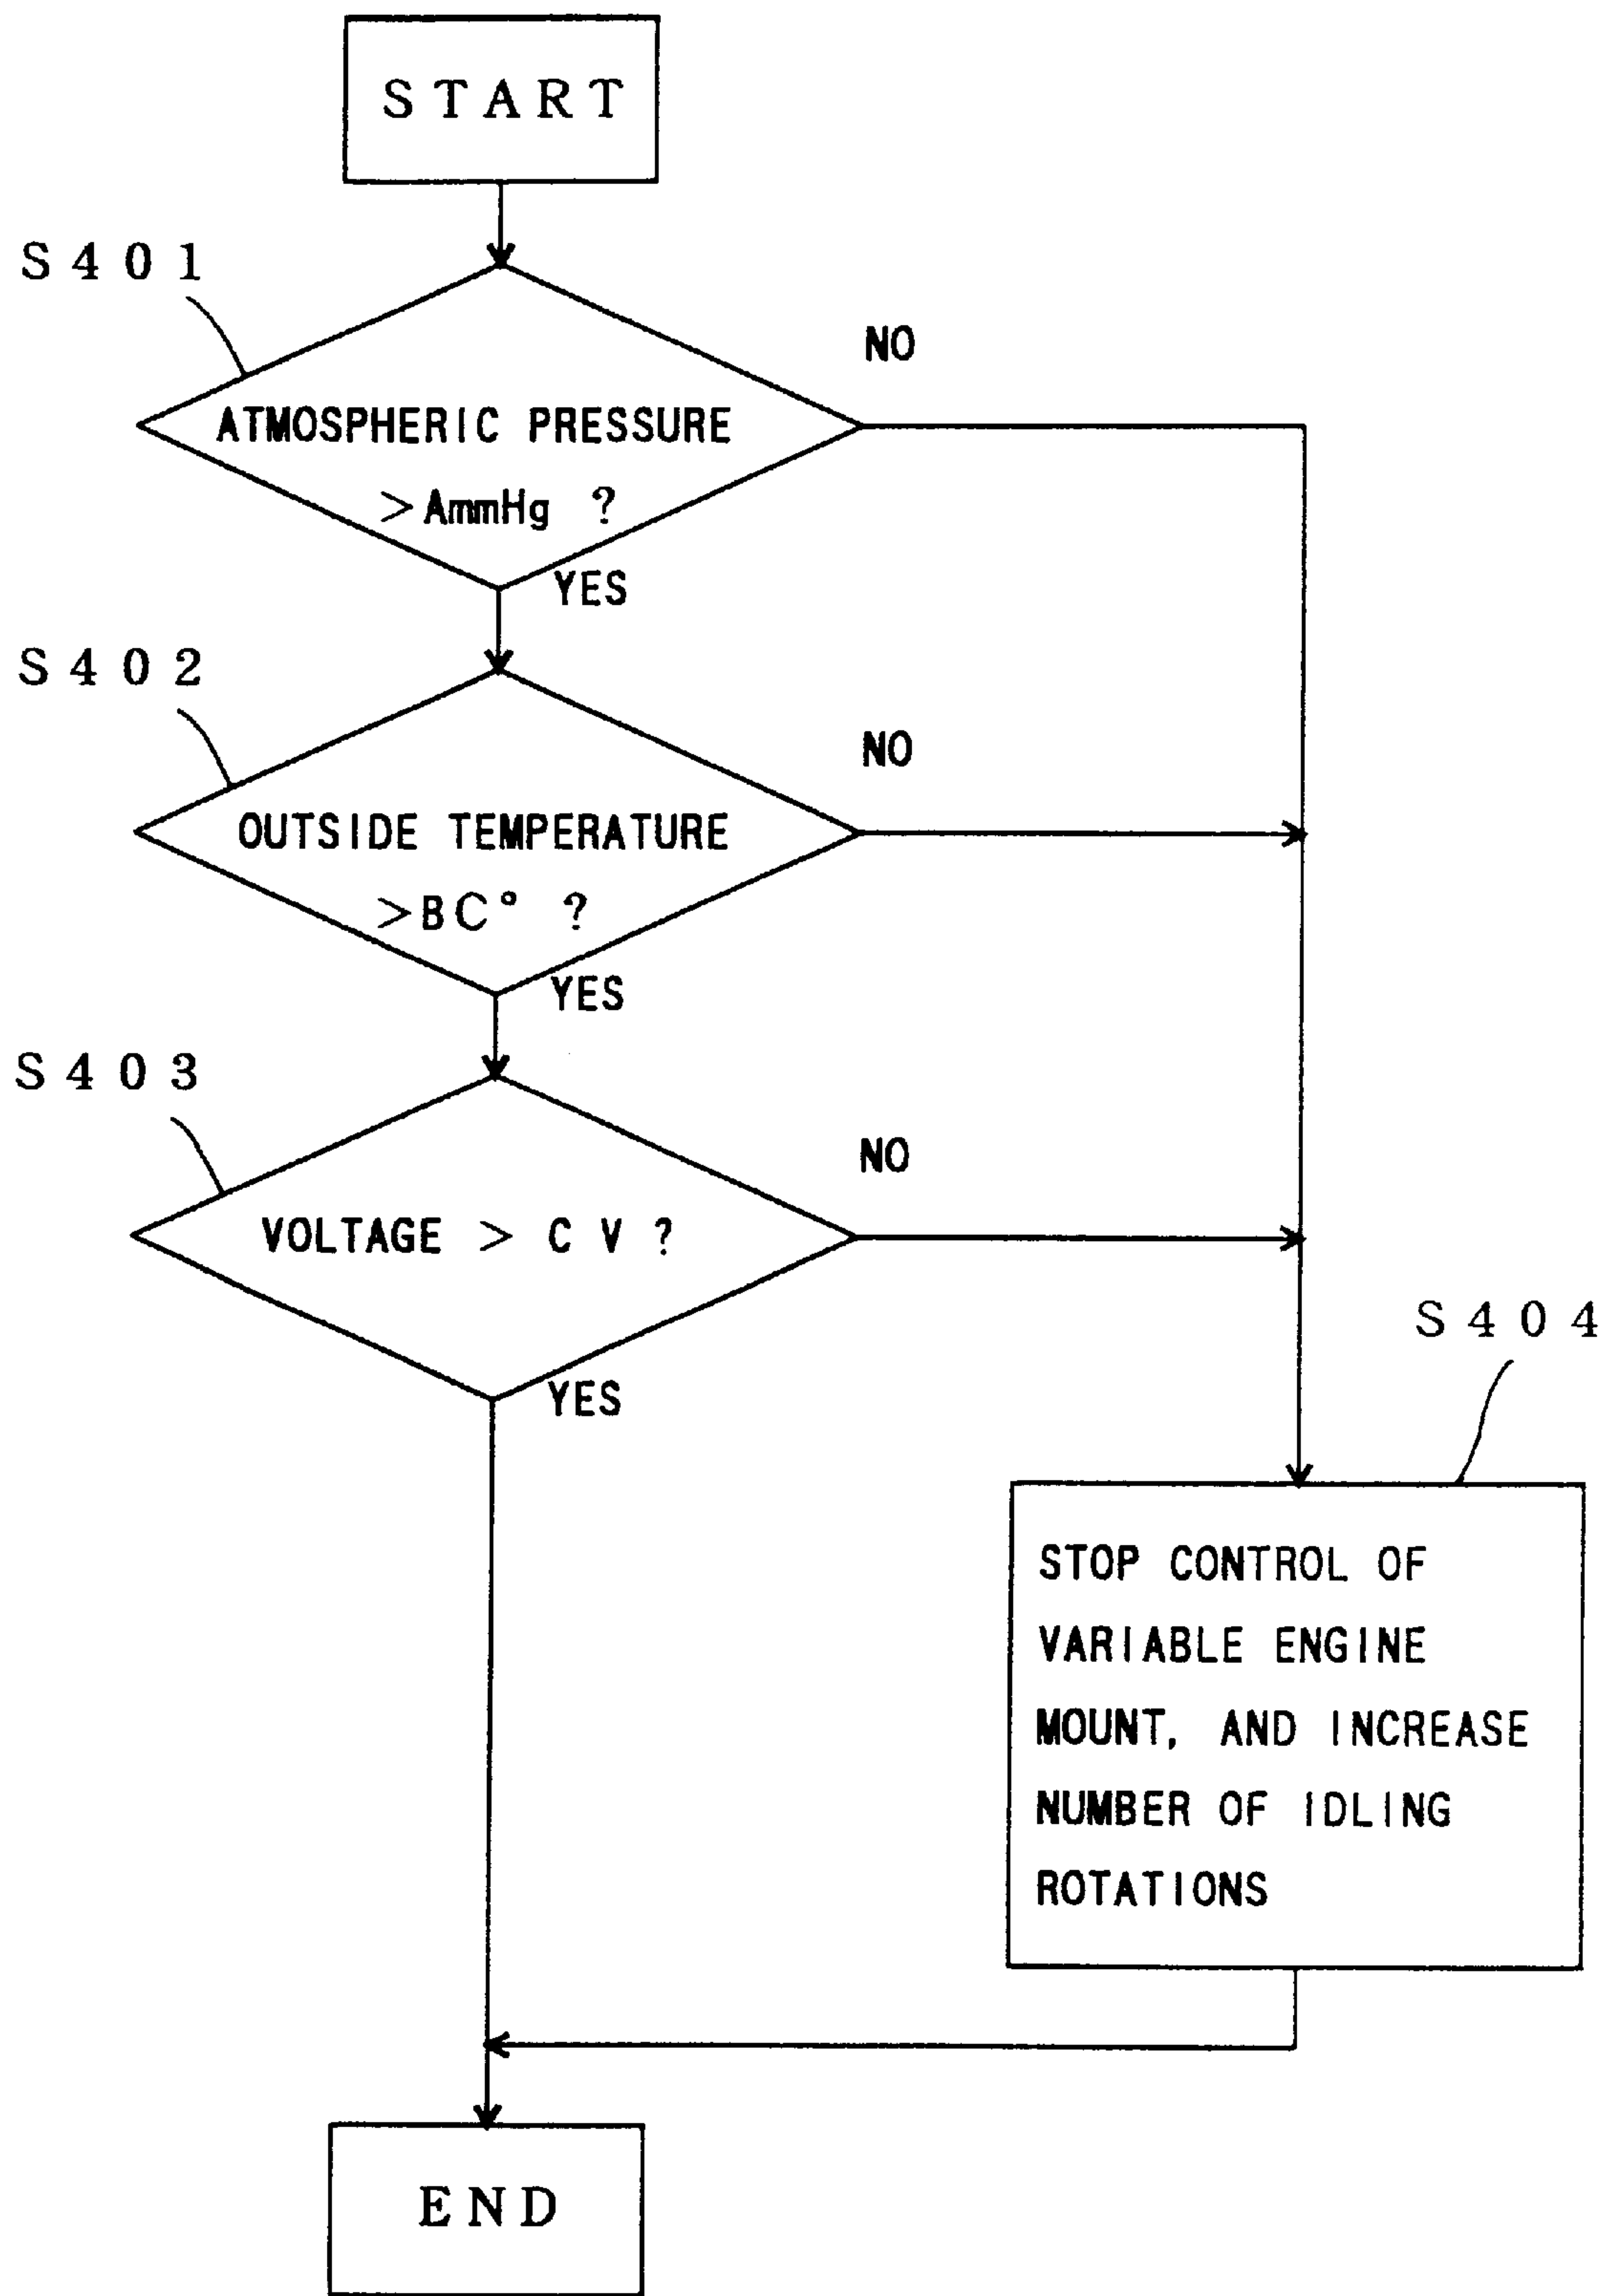 START
S401
NO
ATMOSPHERIC PRESSURE
>AmmHg ?
YES
S402
NO
OUTSIDE TEMPERATURE
>BC° ?
YES
S403
NO
VOLTAGE > C V ?
YES
S404
STOP CONTROL OF
VARIABLE ENGINE
MOUNT, AND INCREASE
NUMBER OF IDLING
ROTATIONS
END